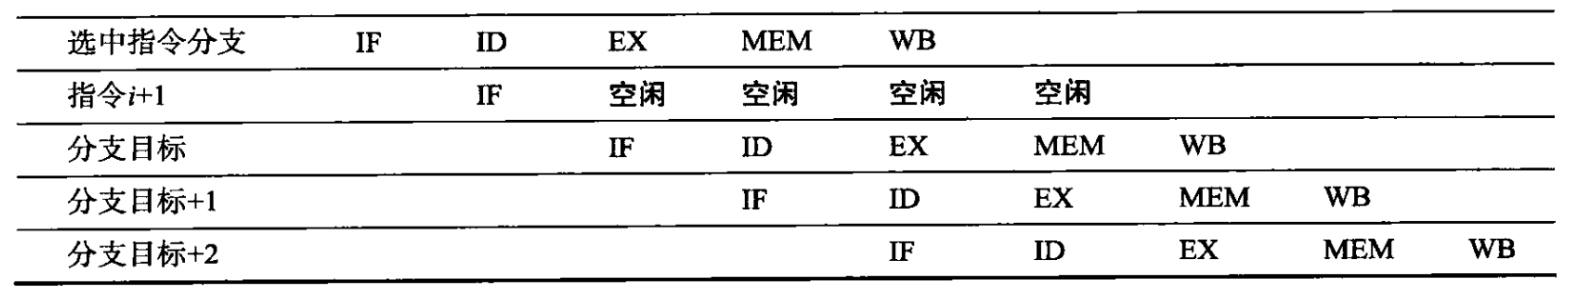 选中指令分支 IF ID EX MEM WB
指令i+1 IF 空闲 空闲 空闲 空闲
分支目标 IF ID EX MEM WB
分支目标+1 IF ID EX MEM WB
分支目标+2 IF ID EX MEM WB